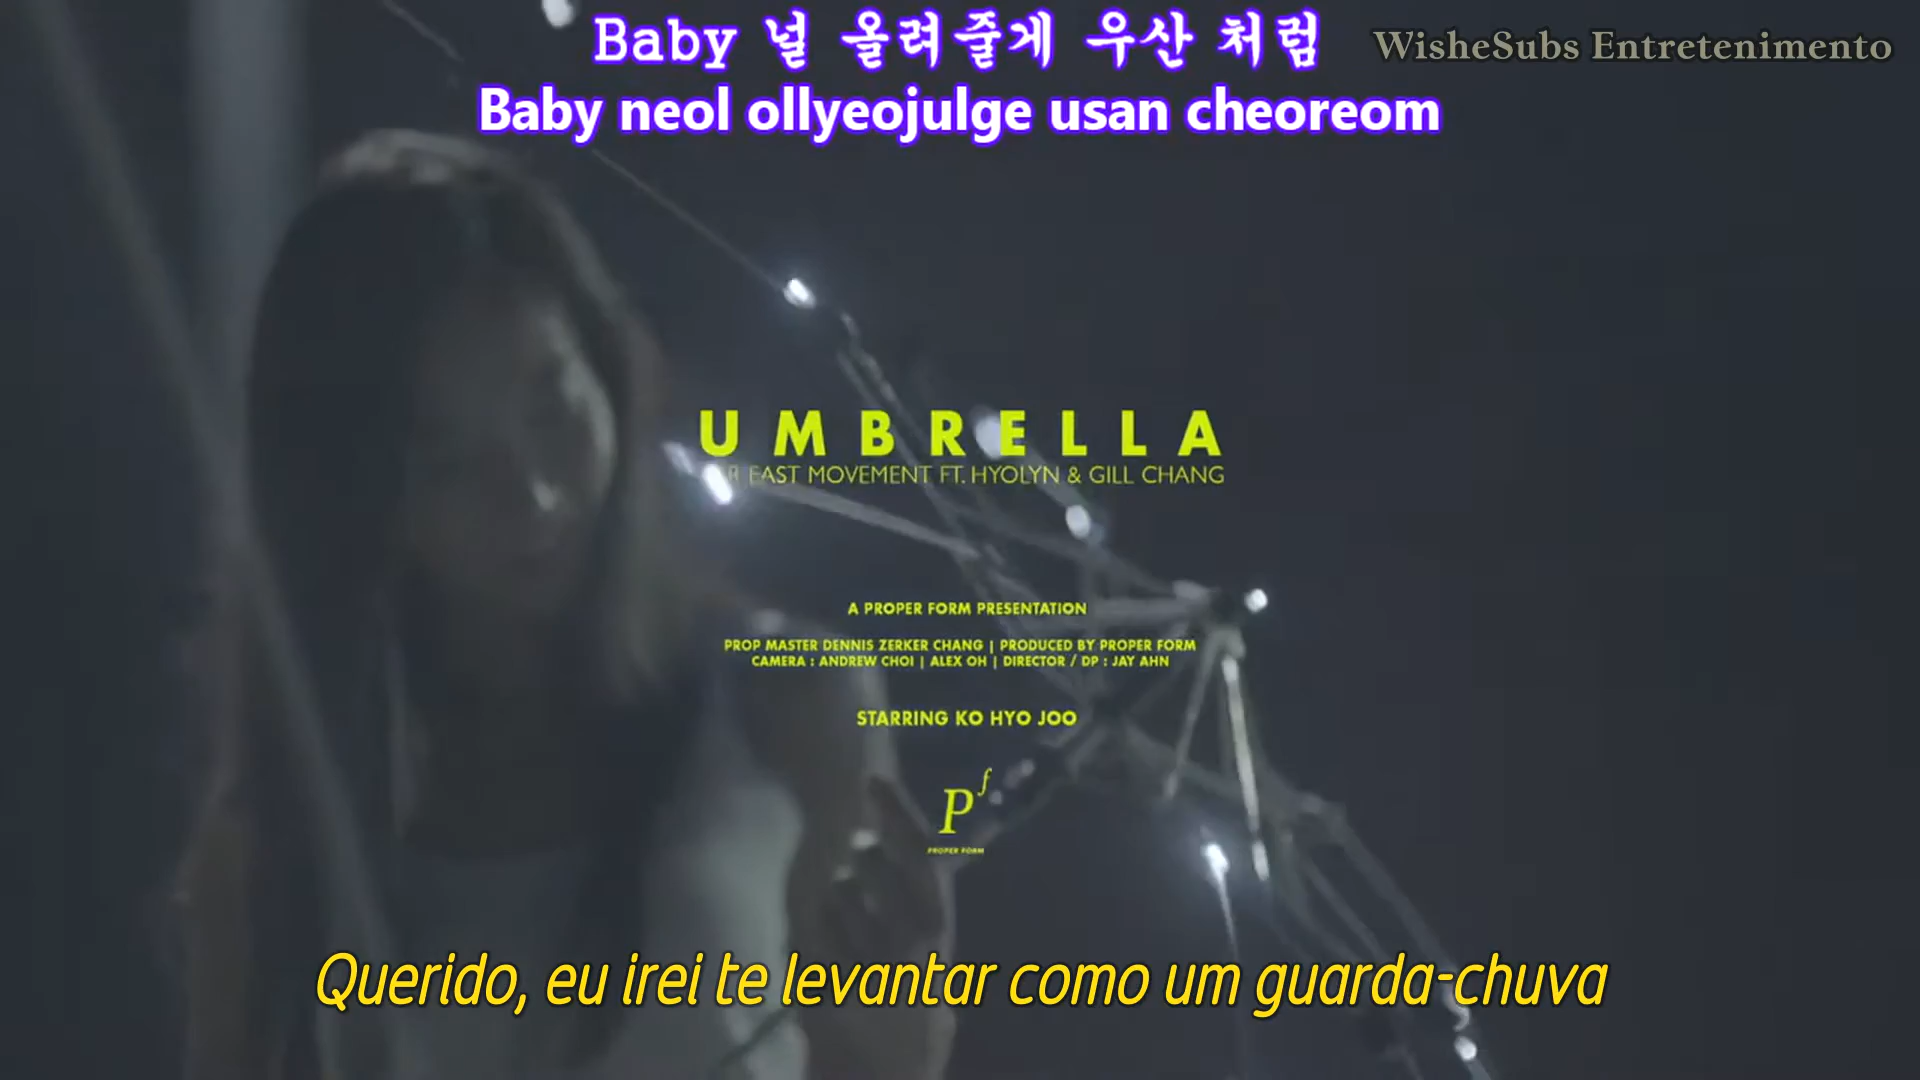 Baby 널 올려줄게 우산 처럼
WisheSubs Entretenimento
Baby neol ollyeojulge usan cheoreom
UMBRELLA
EAST MOVEMENT FT. HYOLYN & GILL CHANG
A PROPER FORM PRESENTATION
PROP MASTER DENNIS ZERKER CHANG | PRODUCED BY PROPER FORM
CAMERA : ANDREW CHOI | ALEX OH | DIRECTOR / DP : JAY AHN
STARRING KO HYO JOO
Pf
PROPER FORM
Querido, eu irei te levantar como um guarda-chuva